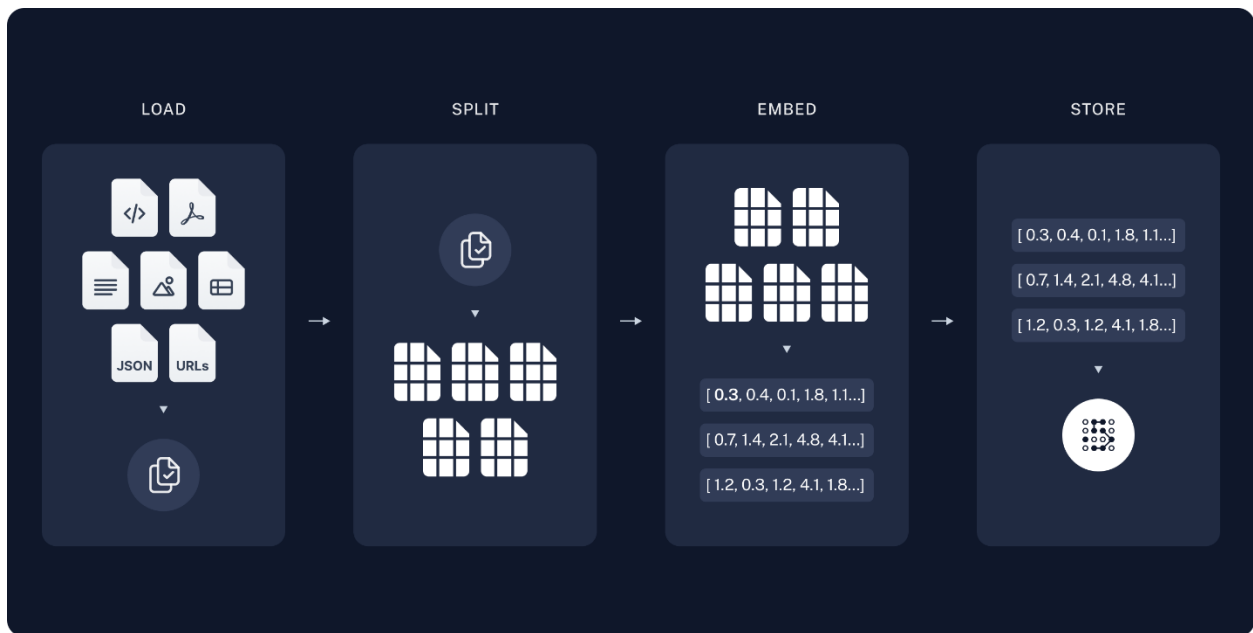 LOAD
SPLIT
EMBED
STORE
</>
JSON
URLs
[ 0.3, 0.4, 0.1, 1.8, 1.1...]
[ 0.7, 1.4, 2.1, 4.8, 4.1...]
[ 1.2, 0.3, 1.2, 4.1, 1.8...]
[ 0.3, 0.4, 0.1, 1.8, 1.1...]
[ 0.7, 1.4, 2.1, 4.8, 4.1...]
[ 1.2, 0.3, 1.2, 4.1, 1.8...]